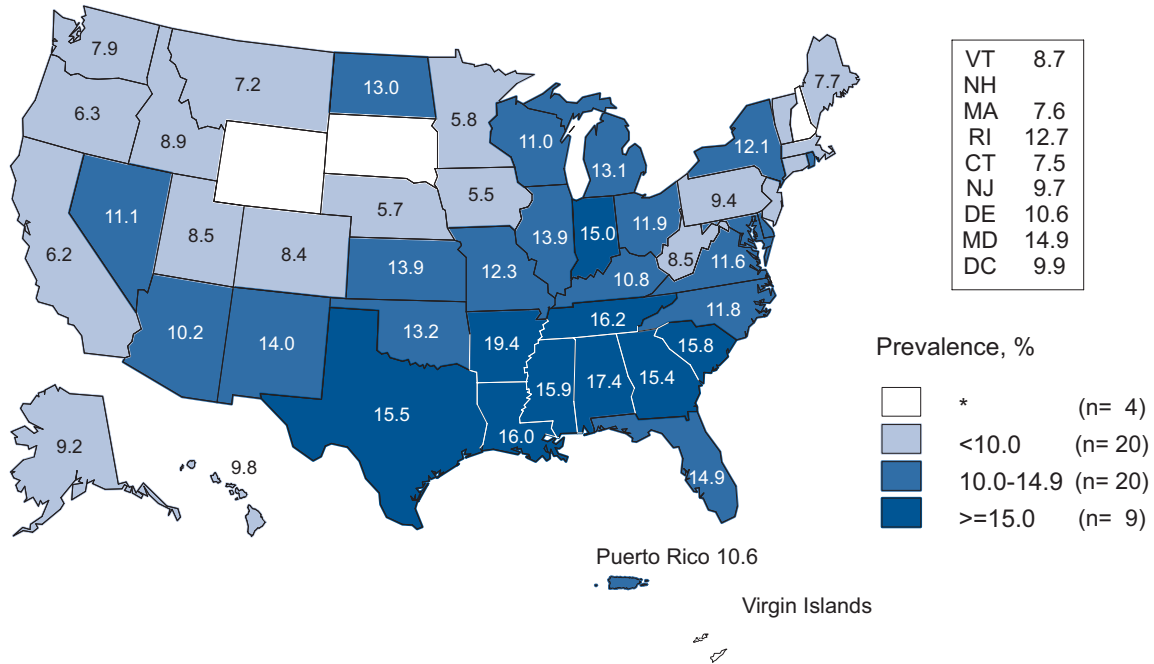 7.9
7.2
13.0
5.8
7.7
6.3
8.9
11.0
13.1
12.1
11.1
8.5
8.4
5.7
5.5
9.4
6.2
13.9
12.3
13.9
15.0
11.9
8.5
11.6
10.8
11.8
10.2
14.0
13.2
19.4
16.2
15.8
15.5
16.0
15.9
17.4
15.4
14.9
9.2
9.8
VT 8.7
NH
MA 7.6
RI 12.7
CT 7.5
NJ 9.7
DE 10.6
MD 14.9
DC 9.9
Prevalence, %
* (n= 4)
<10.0 (n= 20)
10.0-14.9 (n= 20)
>=15.0 (n= 9)
Puerto Rico 10.6
Virgin Islands